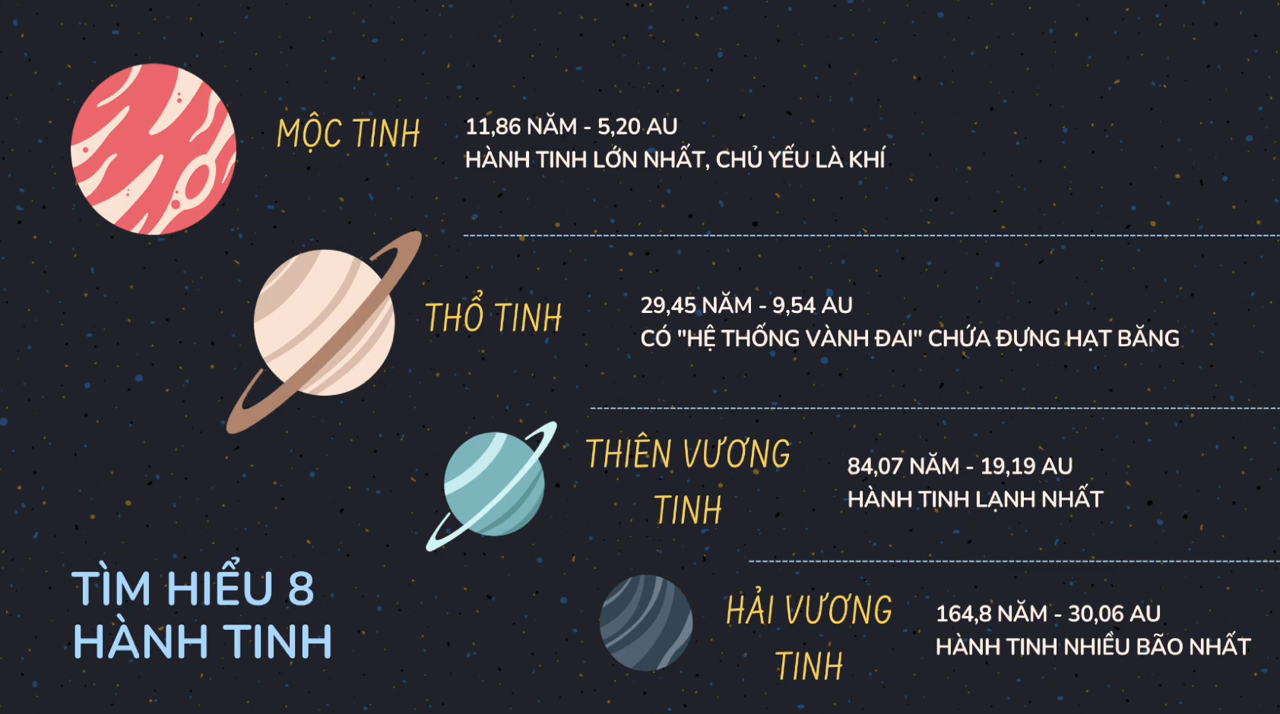 MỘC TINH
11,86 NĂM - 5,20 AU
HÀNH TINH LỚN NHẤT, CHỦ YẾU LÀ KHÍ
THỔ TINH
29,45 NĂM - 9,54 AU
CÓ "HỆ THỐNG VÀNH ĐAI" CHỨA ĐỰNG HẠT BĂNG
THIÊN VƯƠNG
TINH
84,07 NĂM - 19,19 AU
HÀNH TINH LẠNH NHẤT
HẢI VƯƠNG
TINH
164,8 NĂM - 30,06 AU
HÀNH TINH NHIỀU BÃO NHẤT
TÌM HIỂU 8
HÀNH TINH